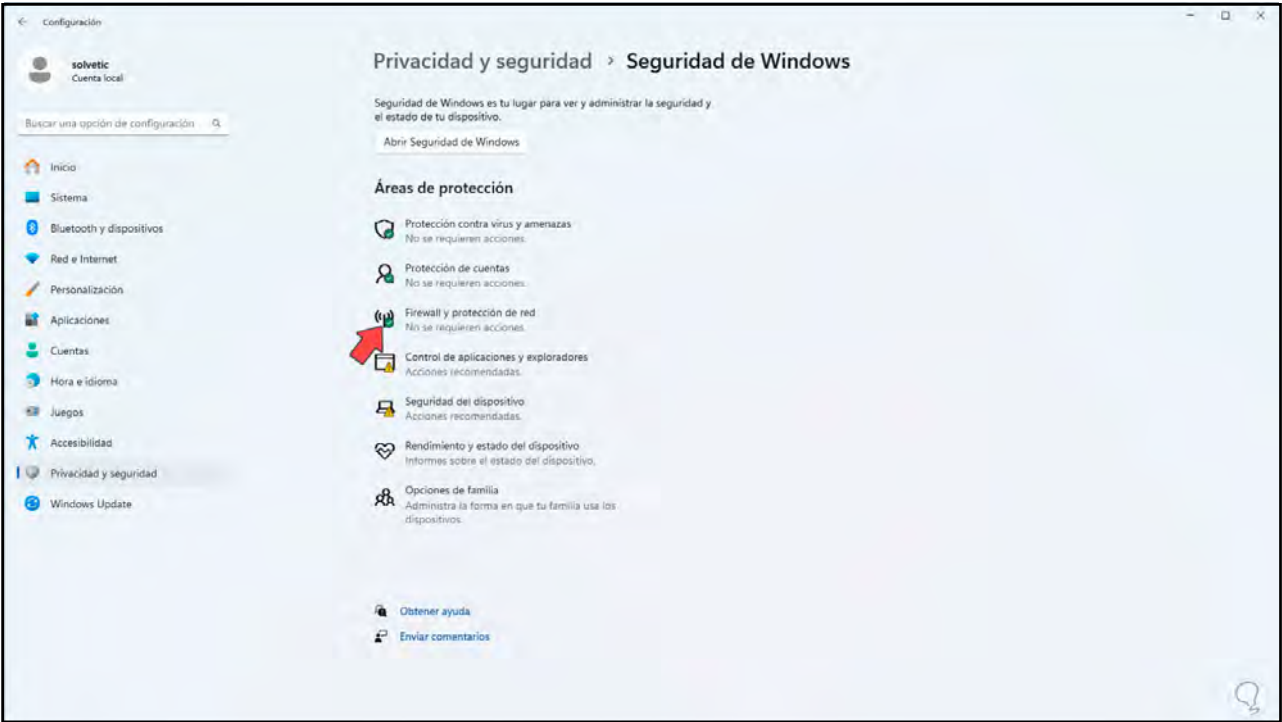 Configuración
solvetic
Cuenta local
Buscar una opción de configuración
Inicio
Sistema
Bluetooth y dispositivos
Red e Internet
Personalización
Aplicaciones
Cuentas
Hora e idioma
Juegos
Accesibilidad
Privacidad y seguridad
Windows Update
Privacidad y seguridad › Seguridad de Windows
Seguridad de Windows es tu lugar para ver y administrar la seguridad y
el estado de tu dispositivo.
Abrir Seguridad de Windows
Áreas de protección
Protección contra virus y amenazas
No se requieren acciones.
Protección de cuentas
No se requieren acciones.
Firewall y protección de red
No se requieren acciones.
Control de aplicaciones y exploradores
Acciones recomendadas.
Seguridad del dispositivo
Acciones recomendadas.
Rendimiento y estado del dispositivo
Informes sobre el estado del dispositivo.
Opciones de familia
Administra la forma en que tu familia usa los
dispositivos.
Obtener ayuda
Enviar comentarios